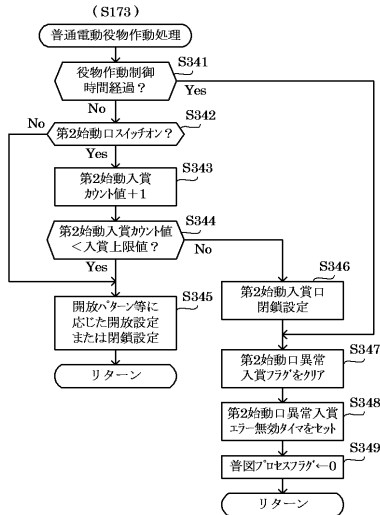 (S173)
普通電動役物作動処理
S341
役物作動制御
時間経過？
Yes
No
S342
No
第2始動口スイッチオン？
Yes
S343
第2始動入賞
カウント値＋1
S344
第2始動入賞カウント値
＜入賞上限値？
No
Yes
S346
第2始動入賞口
閉鎖設定
S345
開放パターン等に
応じた開放設定
または閉鎖設定
S347
第2始動口異常
入賞フラグをクリア
リターン
S348
第2始動口異常入賞
エラー無効タイマをセット
S349
普図プロセスフラグ←0
リターン